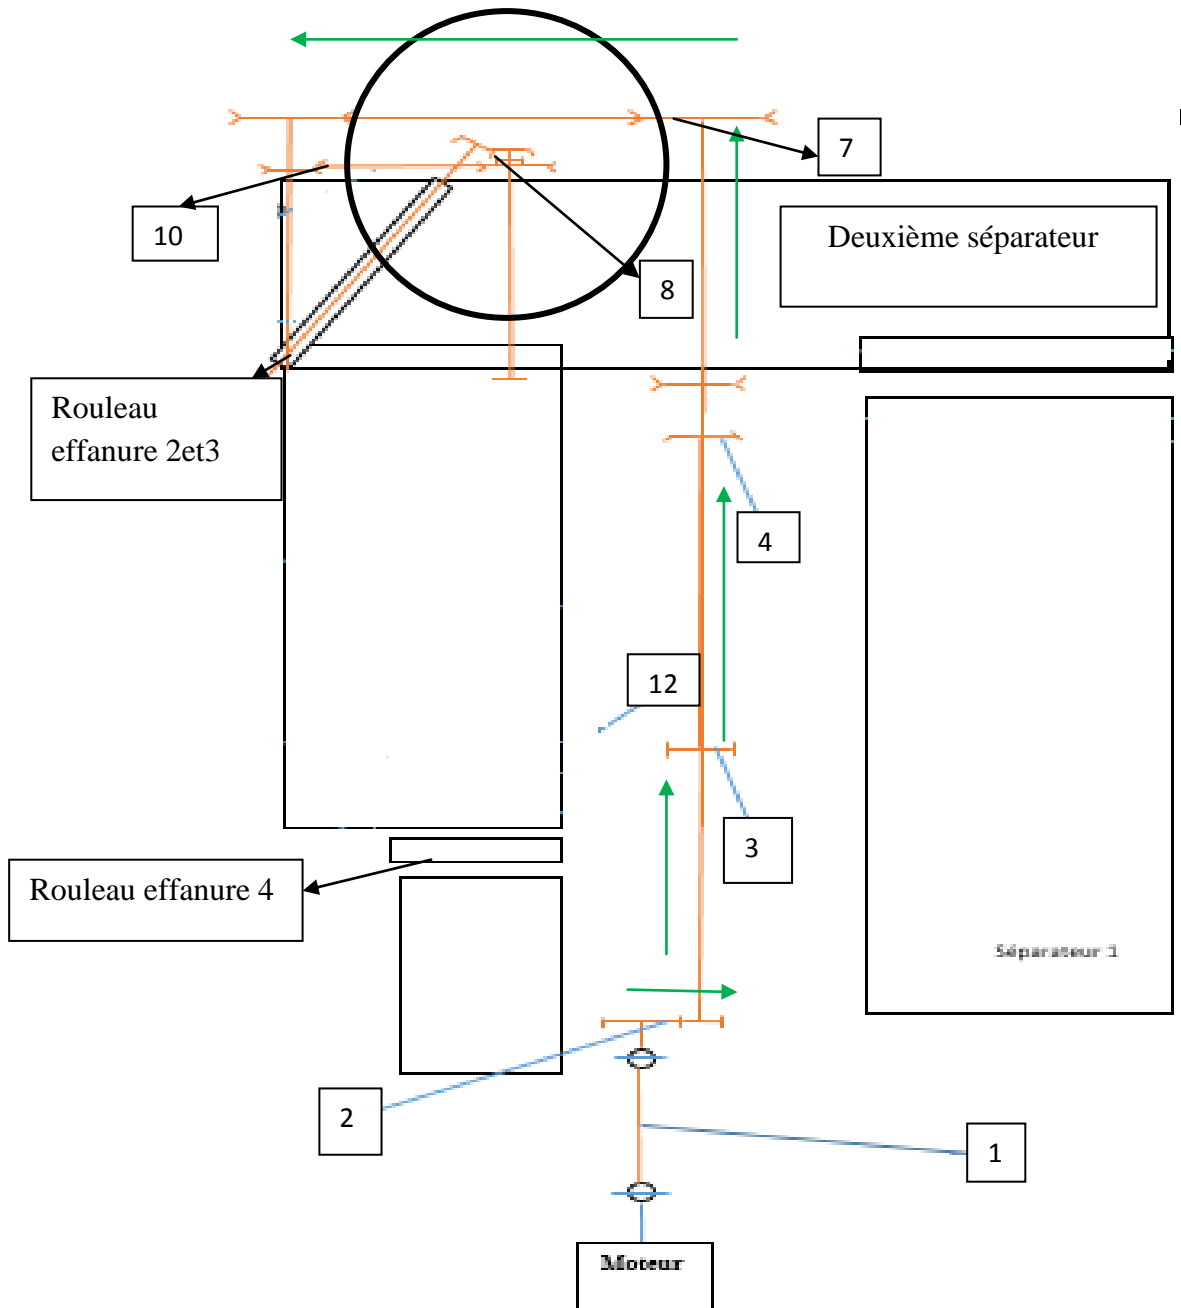 7
10
Deuxième séparateur
8
Rouleau
effanure 2et3
4
12
3
Rouleau effanure 4
Séparateur 1
2
1
Moteur